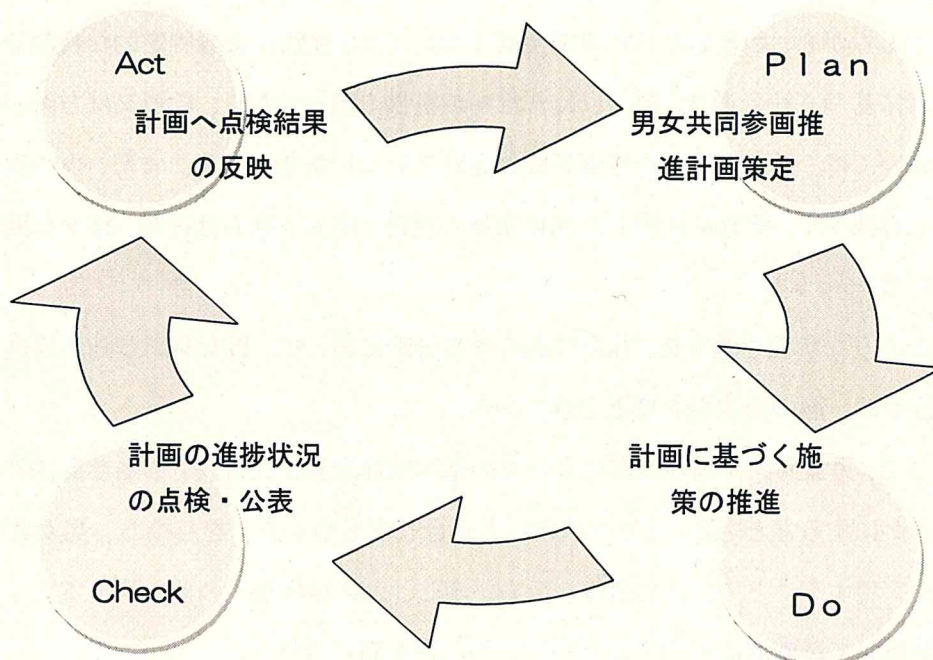 Act
計画へ点検結果
の反映
Plan
男女共同参画推
進計画策定
計画に基づく施
策の推進
Do
計画の進捗状況
の点検・公表
Check